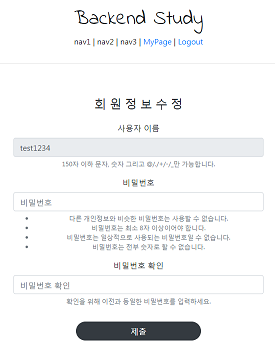 Backend Study
nav1 | nav2 | nav3 | MyPage | Logout
회원정보수정
사용자 이름
test1234
150자 이하 문자, 숫자 그리고 @/./+/-/_만 가능합니다.
비밀번호
비밀번호
다른 개인정보와 비슷한 비밀번호는 사용할 수 없습니다.
비밀번호는 최소 8자 이상이어야 합니다.
비밀번호는 일상적으로 사용되는 비밀번호일 수 없습니다.
비밀번호는 전부 숫자로 할 수 없습니다.
비밀번호 확인
비밀번호 확인
확인을 위해 이전과 동일한 비밀번호를 입력하세요.
제출